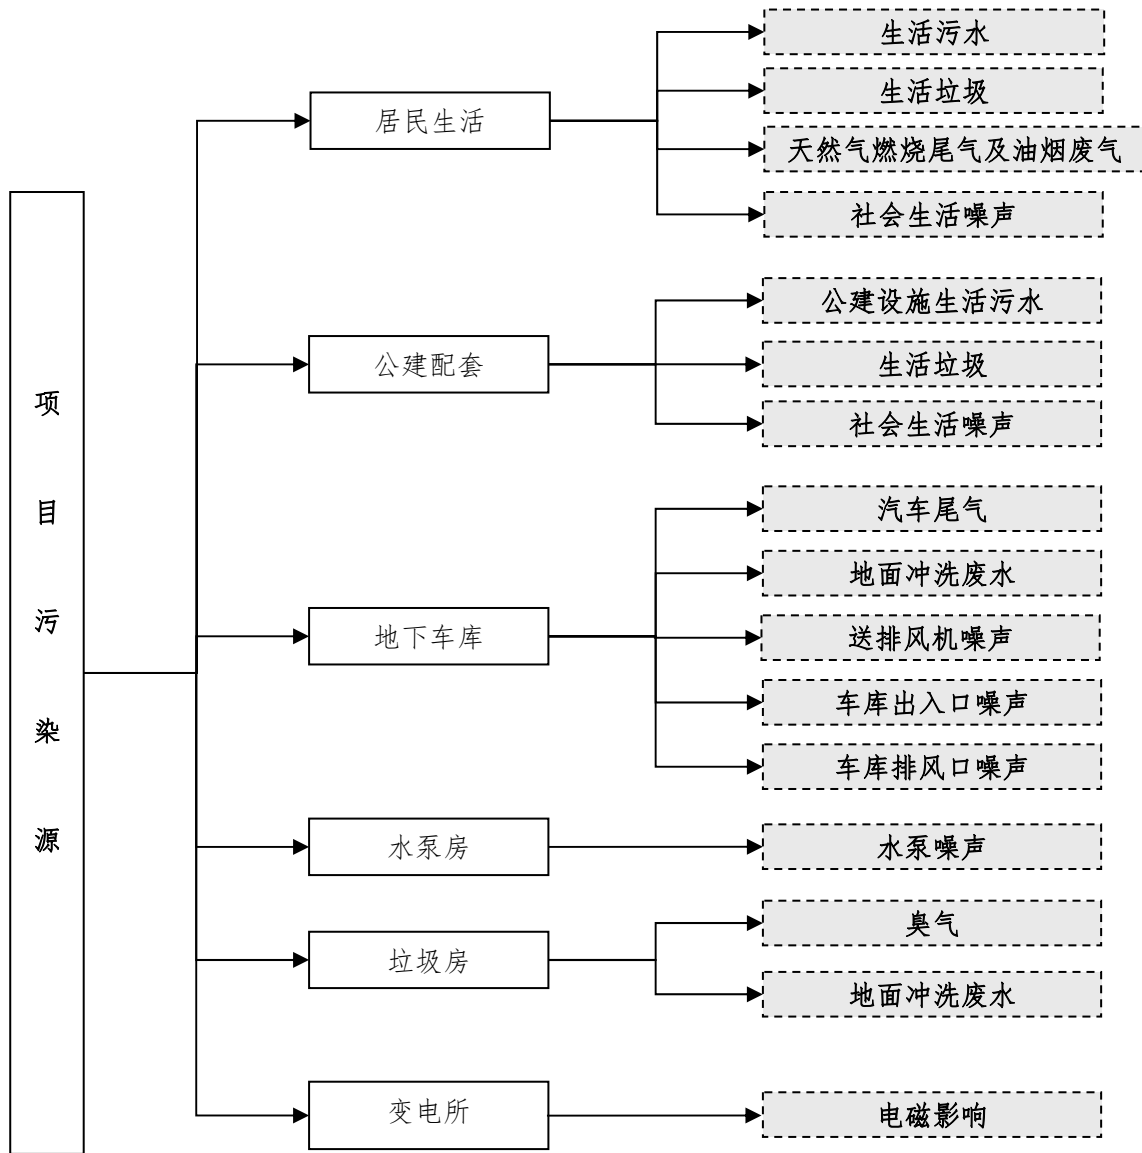 项目污染源
居民生活
生活污水
生活垃圾
天然气燃烧尾气及油烟废气
社会生活噪声
公建配套
公建设施生活污水
生活垃圾
社会生活噪声
地下车库
汽车尾气
地面冲洗废水
送排风机噪声
车库出入口噪声
车库排风口噪声
水泵房
水泵噪声
垃圾房
臭气
地面冲洗废水
变电所
电磁影响